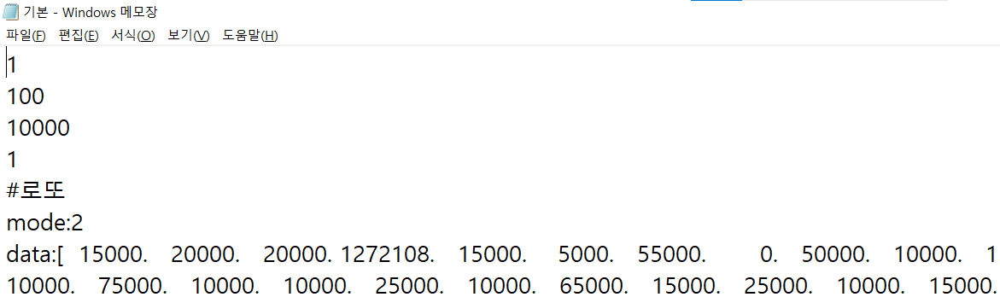 기본 - Windows 메모장
파일(F) 편집(E) 서식(O) 보기(V) 도움말(H)
1
100
10000
1
#로또
mode:2
data:[ 15000. 20000. 20000. 1272108. 15000. 5000. 55000. 0. 50000. 10000. 1
10000. 75000. 10000. 10000. 25000. 10000. 65000. 15000. 25000. 10000. 15000.